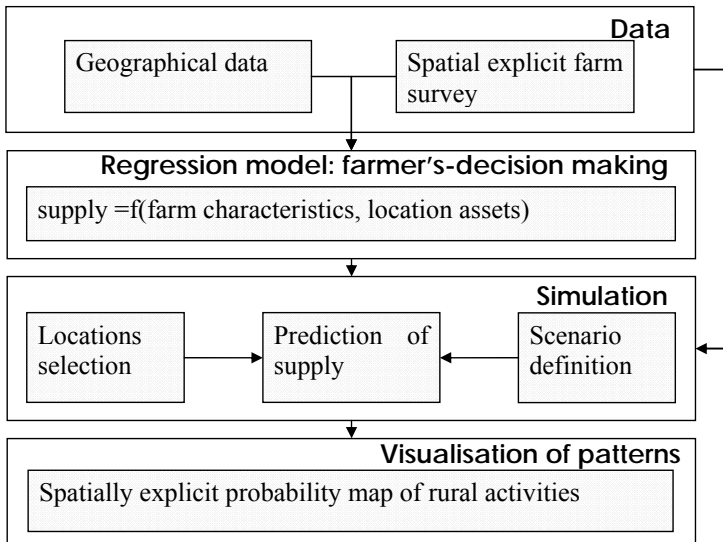 Data
Geographical data
Spatial explicit farm
survey
Regression model: farmer's-decision making
supply =f(farm characteristics, location assets)
Simulation
Locations
selection
Prediction of
supply
Scenario
definition
Visualisation of patterns
Spatially explicit probability map of rural activities